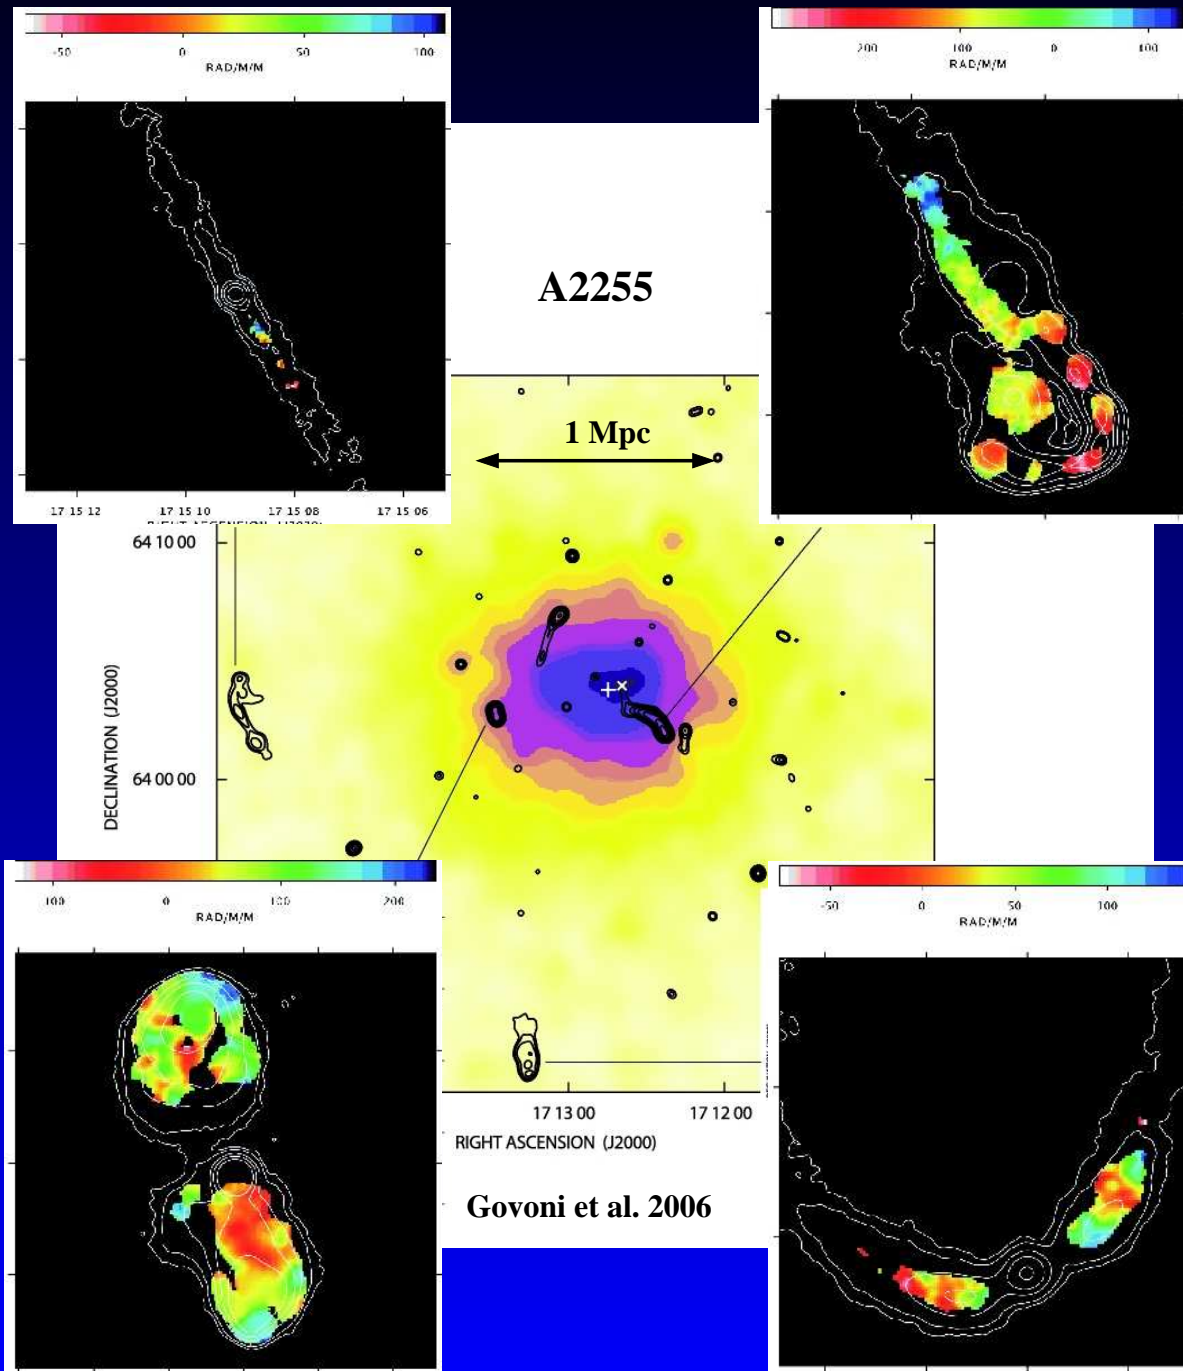 -50 0 50 100
RAD/M/M
200 100 0 100
RAD/M/M
A2255
1 Mpc
17 15 12 17 15 10 17 15 08 17 15 06
64 10 00
DECLINATION (J2000)
64 00 00
100 0 100 200
RAD/M/M
-50 0 50 100
RAD/M/M
17 13 00 17 12 00
RIGHT ASCENSION (J2000)
Govoni et al. 2006